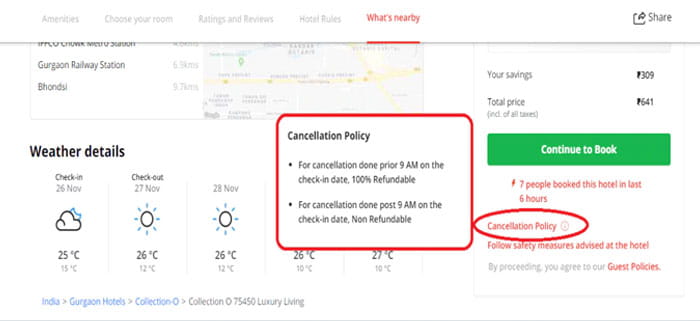 Amenities
Choose your room
Ratings and Reviews
Hotel Rules
What's nearby
Share
IFFCO Chowk Metro Station
Gurgaon Railway Station 6.9kms
Bhondsi 9.7kms
Your savings ₹309
Total price ₹641
(incl. of all taxes)
Continue to Book
7 people booked this hotel in last
6 hours
Cancellation Policy
Follow safety measures advised at the hotel
By proceeding, you agree to our Guest Policies.
Cancellation Policy
• For cancellation done prior 9 AM on the
check-in date, 100% Refundable
• For cancellation done post 9 AM on the
check-in date, Non Refundable
Weather details
Check-in
26 Nov
25 °C
15 °C
Check-out
27 Nov
26 °C
12 °C
28 Nov
26 °C
12 °C
26 °C
10 °C
27 °C
10 °C
India > Gurgaon Hotels > Collection-O > Collection O 75450 Luxury Living